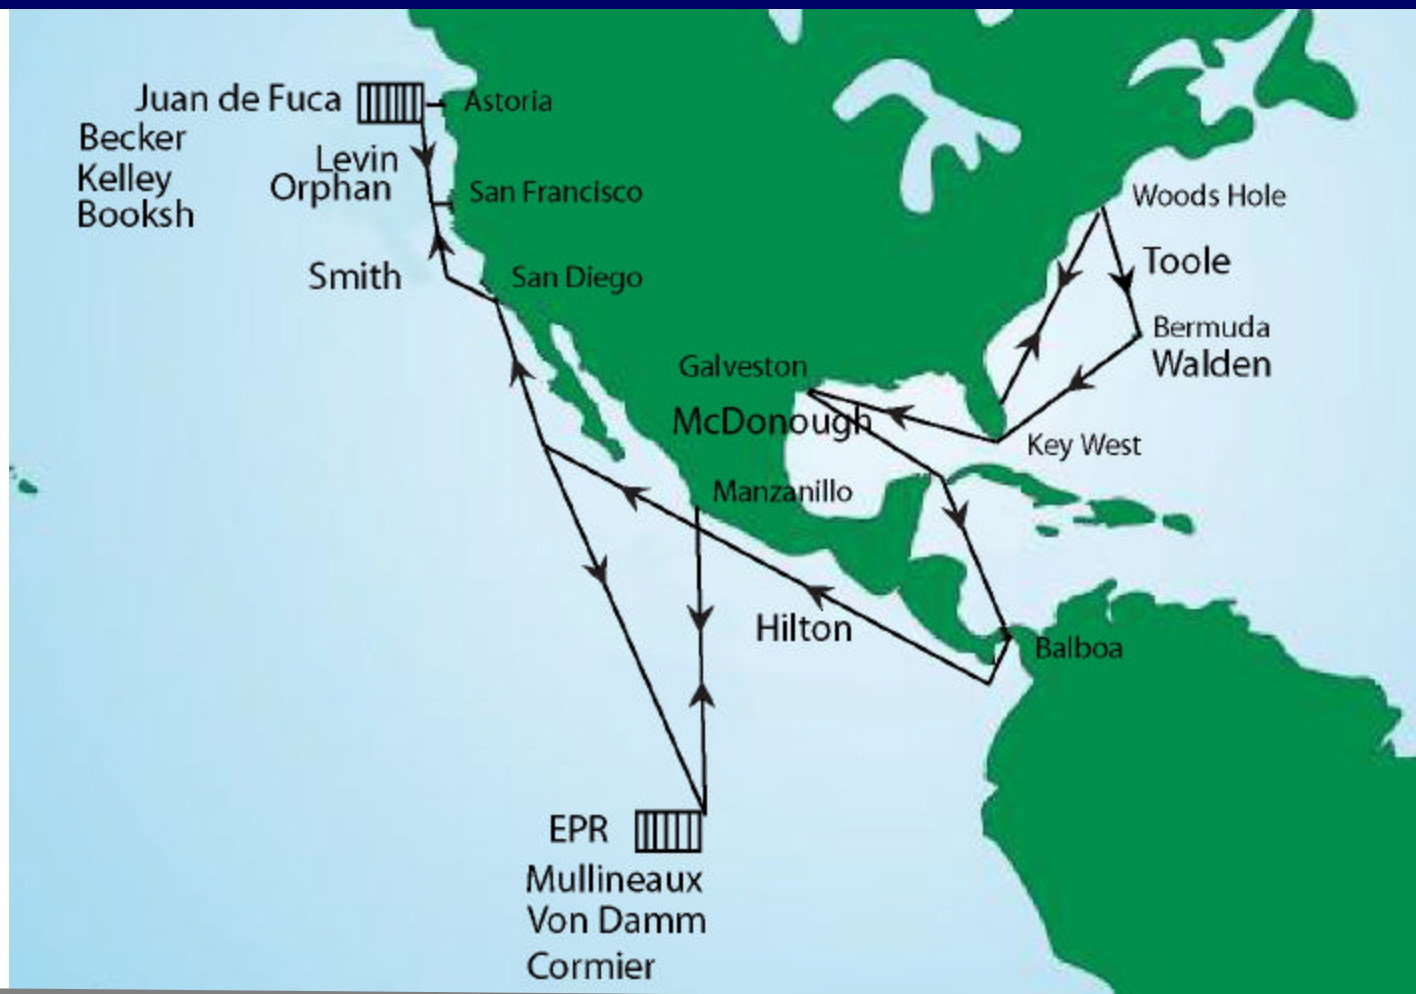 Juan de Fuca
Astoria
Becker
Kelley
Booksh
Levin
Orphan
San Francisco
Smith
San Diego
Woods Hole
Toole
Bermuda
Walden
Galveston
McDonough
Key West
Manzanillo
Hilton
Balboa
EPR
Mullineaux
Von Damm
Cormier